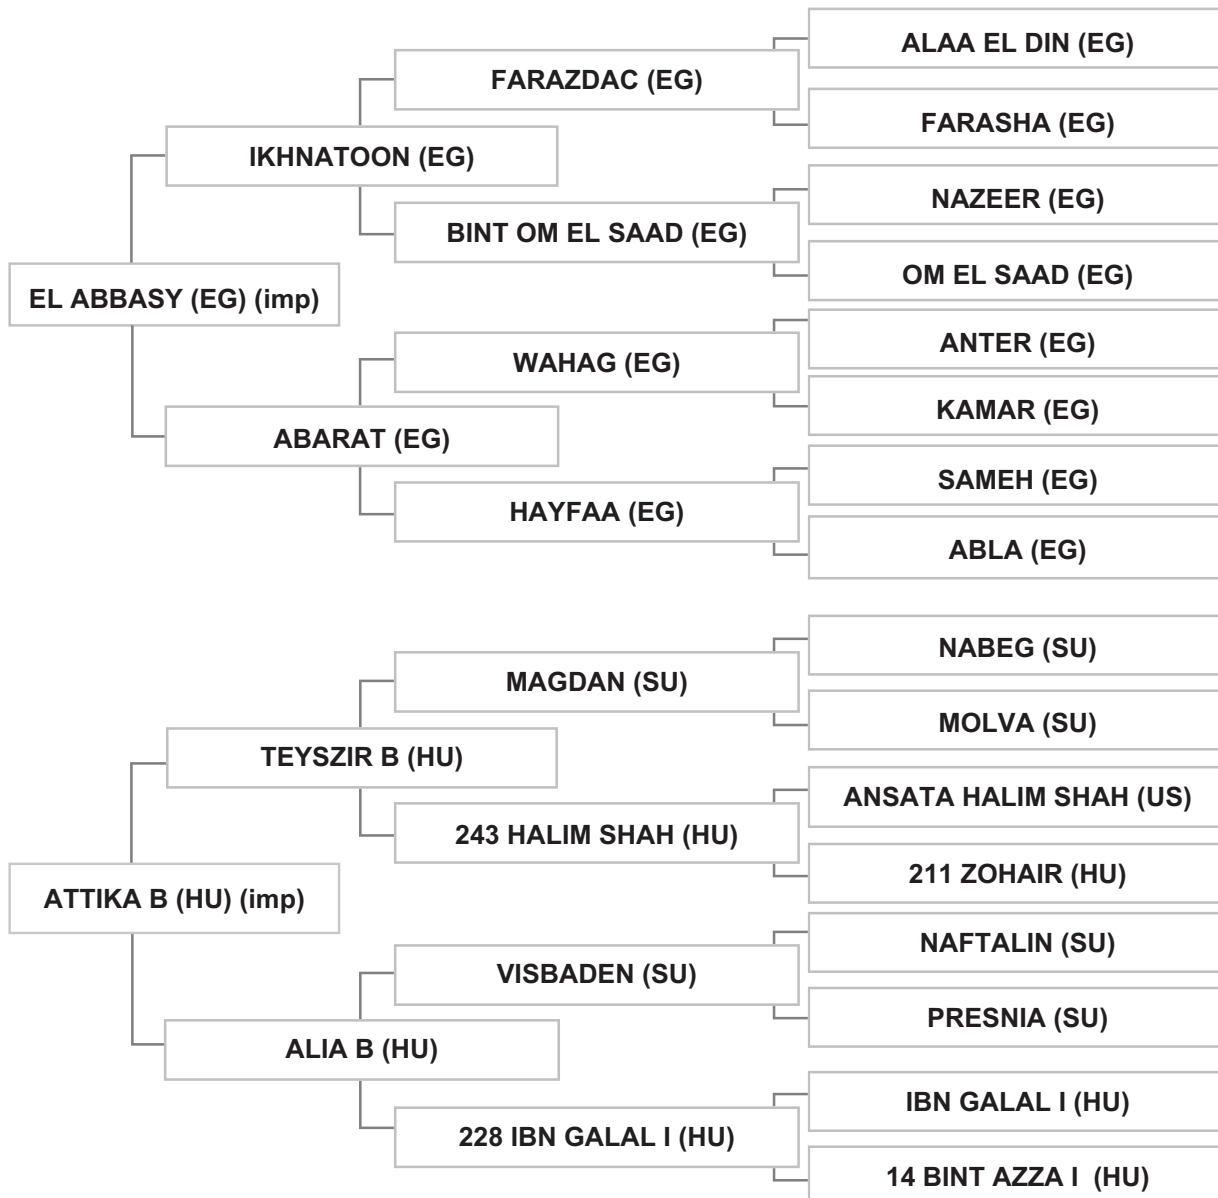 ALAA EL DIN (EG)
FARAZDAC (EG)
FARASHA (EG)
IKHNATOON (EG)
NAZEER (EG)
BINT OM EL SAAD (EG)
OM EL SAAD (EG)
EL ABBASY (EG) (imp)
ANTER (EG)
WAHAG (EG)
KAMAR (EG)
ABARAT (EG)
SAMEH (EG)
HAYFAA (EG)
ABLA (EG)
NABEG (SU)
MAGDAN (SU)
MOLVA (SU)
TEYSZIR B (HU)
ANSATA HALIM SHAH (US)
243 HALIM SHAH (HU)
211 ZOHAIR (HU)
ATTIKA B (HU) (imp)
NAFTALIN (SU)
VISBADEN (SU)
PRESNIA (SU)
ALIA B (HU)
IBN GALAL I (HU)
228 IBN GALAL I (HU)
14 BINT AZZA I (HU)